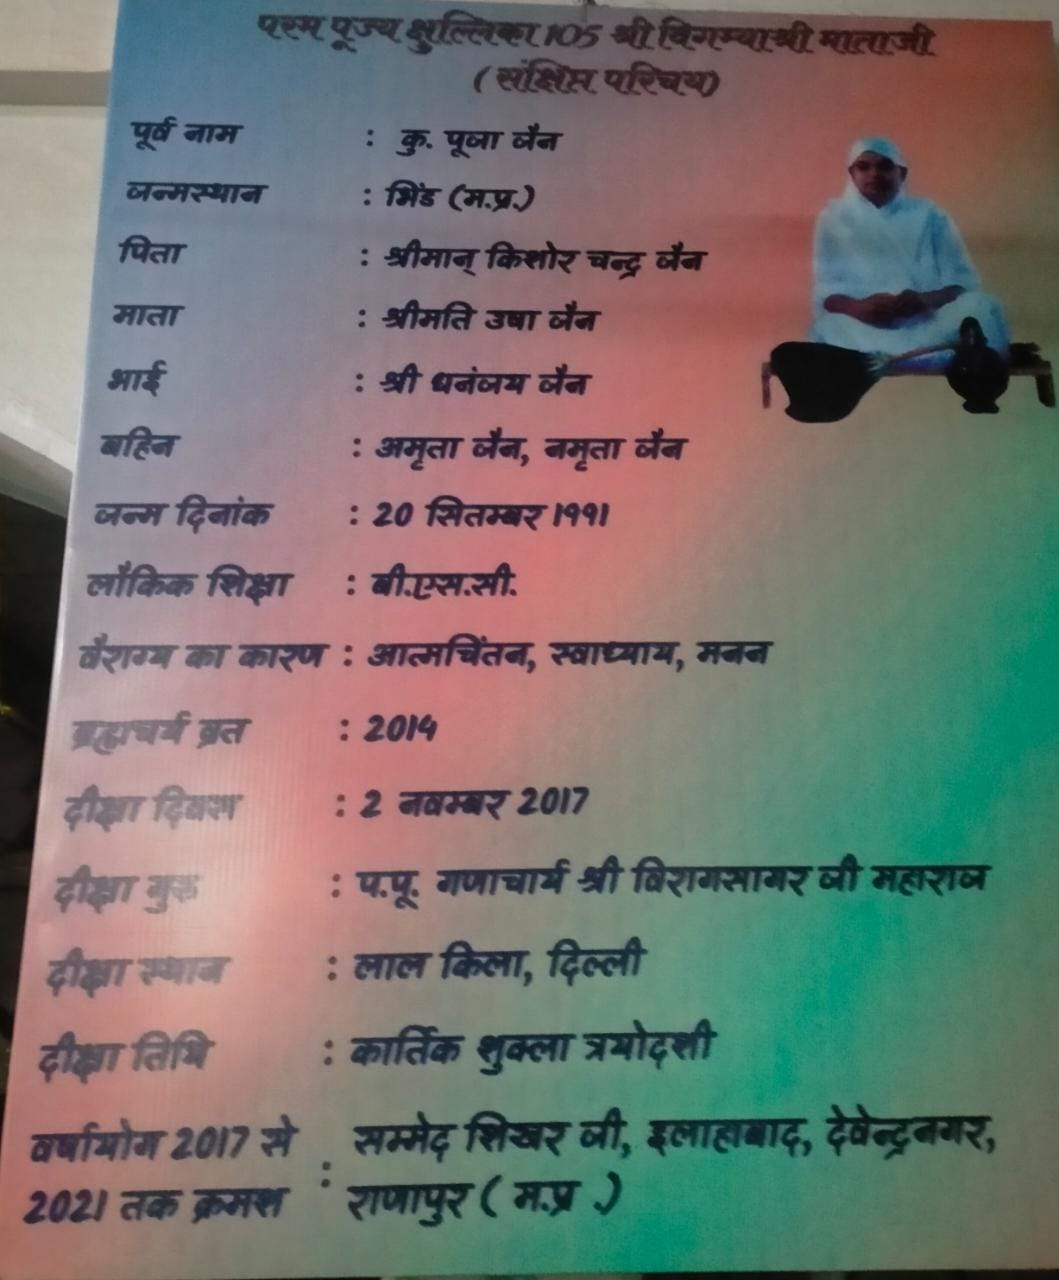 परम पूज्य क्षुल्लिका 105 श्री विगम्याश्री माताजी
(संक्षिप्त परिचय)
पूर्व नाम : कु. पूजा जैन
जन्मस्थान : भिंड (म.प्र.)
पिता : श्रीमान् किशोर चन्द्र जैन
माता : श्रीमति उषा जैन
भाई : श्री धनंजय जैन
बहिन : अमृता जैन, नमृता जैन
जन्म दिनांक : 20 सितम्बर 1991
लौकिक शिक्षा : बी.एस.सी.
वैराग्य का कारण : आत्मचिंतन, स्वाध्याय, मनन
ब्रह्मचर्य व्रत : 2014
दीक्षा दिवस : 2 नवम्बर 2017
दीक्षा गुरु : प.पू. गणाचार्य श्री विरागसागर जी महाराज
दीक्षा स्थान : लाल किला, दिल्ली
दीक्षा तिथि : कार्तिक शुक्ला त्रयोदशी
वर्षायोग 2017 से : सम्मेद शिखर जी, इलाहाबाद, देवेन्द्रनगर,
2021 तक क्रमश राणापुर ( म.प्र .)